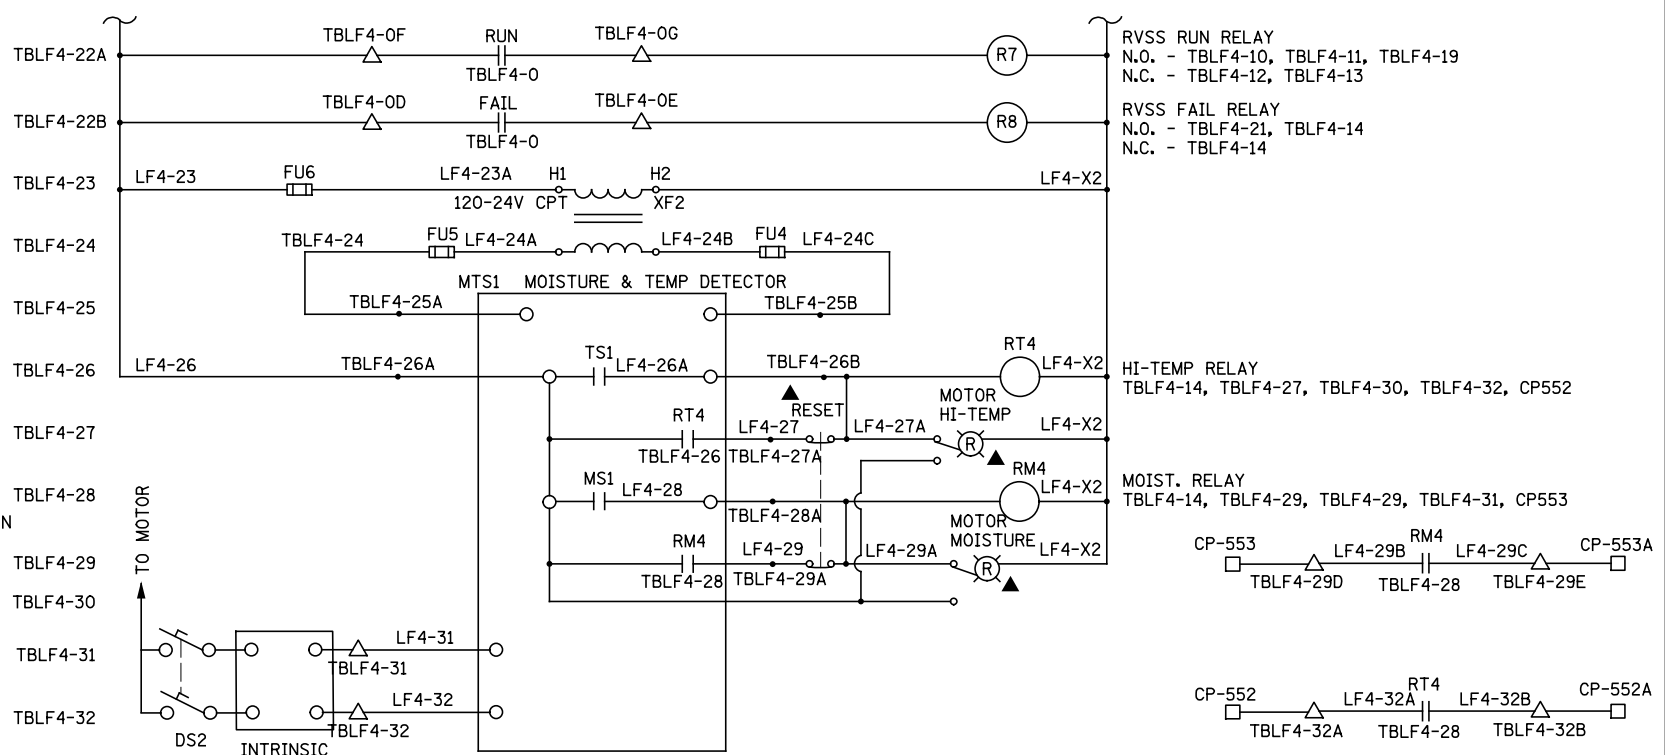 TBLF4-22A TBLF4-0F RUN TBLF4-0G R7 RVSS RUN RELAY
TBLF4-0 N.O. - TBLF4-10, TBLF4-11, TBLF4-19
N.C. - TBLF4-12, TBLF4-13
TBLF4-22B TBLF4-0D FAIL TBLF4-0E R8 RVSS FAIL RELAY
TBLF4-0 N.O. - TBLF4-21, TBLF4-14
N.C. - TBLF4-14
TBLF4-23 LF4-23 FU6 LF4-23A H1 H2 LF4-X2
120-24V CPT XF2
TBLF4-24 TBLF4-24 FU5 LF4-24A LF4-24B FU4 LF4-24C
MTS1 MOISTURE & TEMP DETECTOR
TBLF4-25 TBLF4-25A TBLF4-25B
TBLF4-26 LF4-26 TBLF4-26A TS1 LF4-26A TBLF4-26B RT4 LF4-X2 HI-TEMP RELAY
TBLF4-14, TBLF4-27, TBLF4-30, TBLF4-32, CP552
RESET MOTOR
HI-TEMP
TBLF4-27 RT4 LF4-27 LF4-27A R LF4-X2
TBLF4-26 TBLF4-27A
TBLF4-28 MS1 LF4-28 RM4 LF4-X2 MOIST. RELAY
TBLF4-28A TBLF4-14, TBLF4-29, TBLF4-29, TBLF4-31, CP553
N
TO MOTOR
MOTOR
MOISTURE
TBLF4-29 RM4 LF4-29 LF4-29A R LF4-X2
TBLF4-28 TBLF4-29A
CP-553 LF4-29B RM4 LF4-29C CP-553A
TBLF4-29D TBLF4-28 TBLF4-29E
TBLF4-30
TBLF4-31 LF4-31
TBLF4-31
TBLF4-32 LF4-32
TBLF4-32
DS2 INTRINSIC
CP-552 LF4-32A RT4 LF4-32B CP-552A
TBLF4-32A TBLF4-28 TBLF4-32B